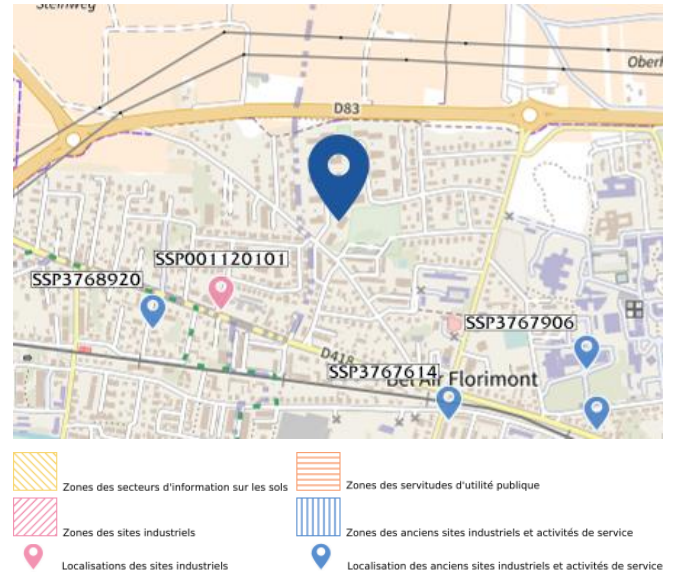 Steinweg
Oberh
D83
SSP001120101
SSP3768920
SSP3767906
D418
SSP3767614
Bel Air Florimont
Zones des secteurs d'information sur les sols
Zones des servitudes d'utilité publique
Zones des sites industriels
Zones des anciens sites industriels et activités de service
Localisations des sites industriels
Localisation des anciens sites industriels et activités de service